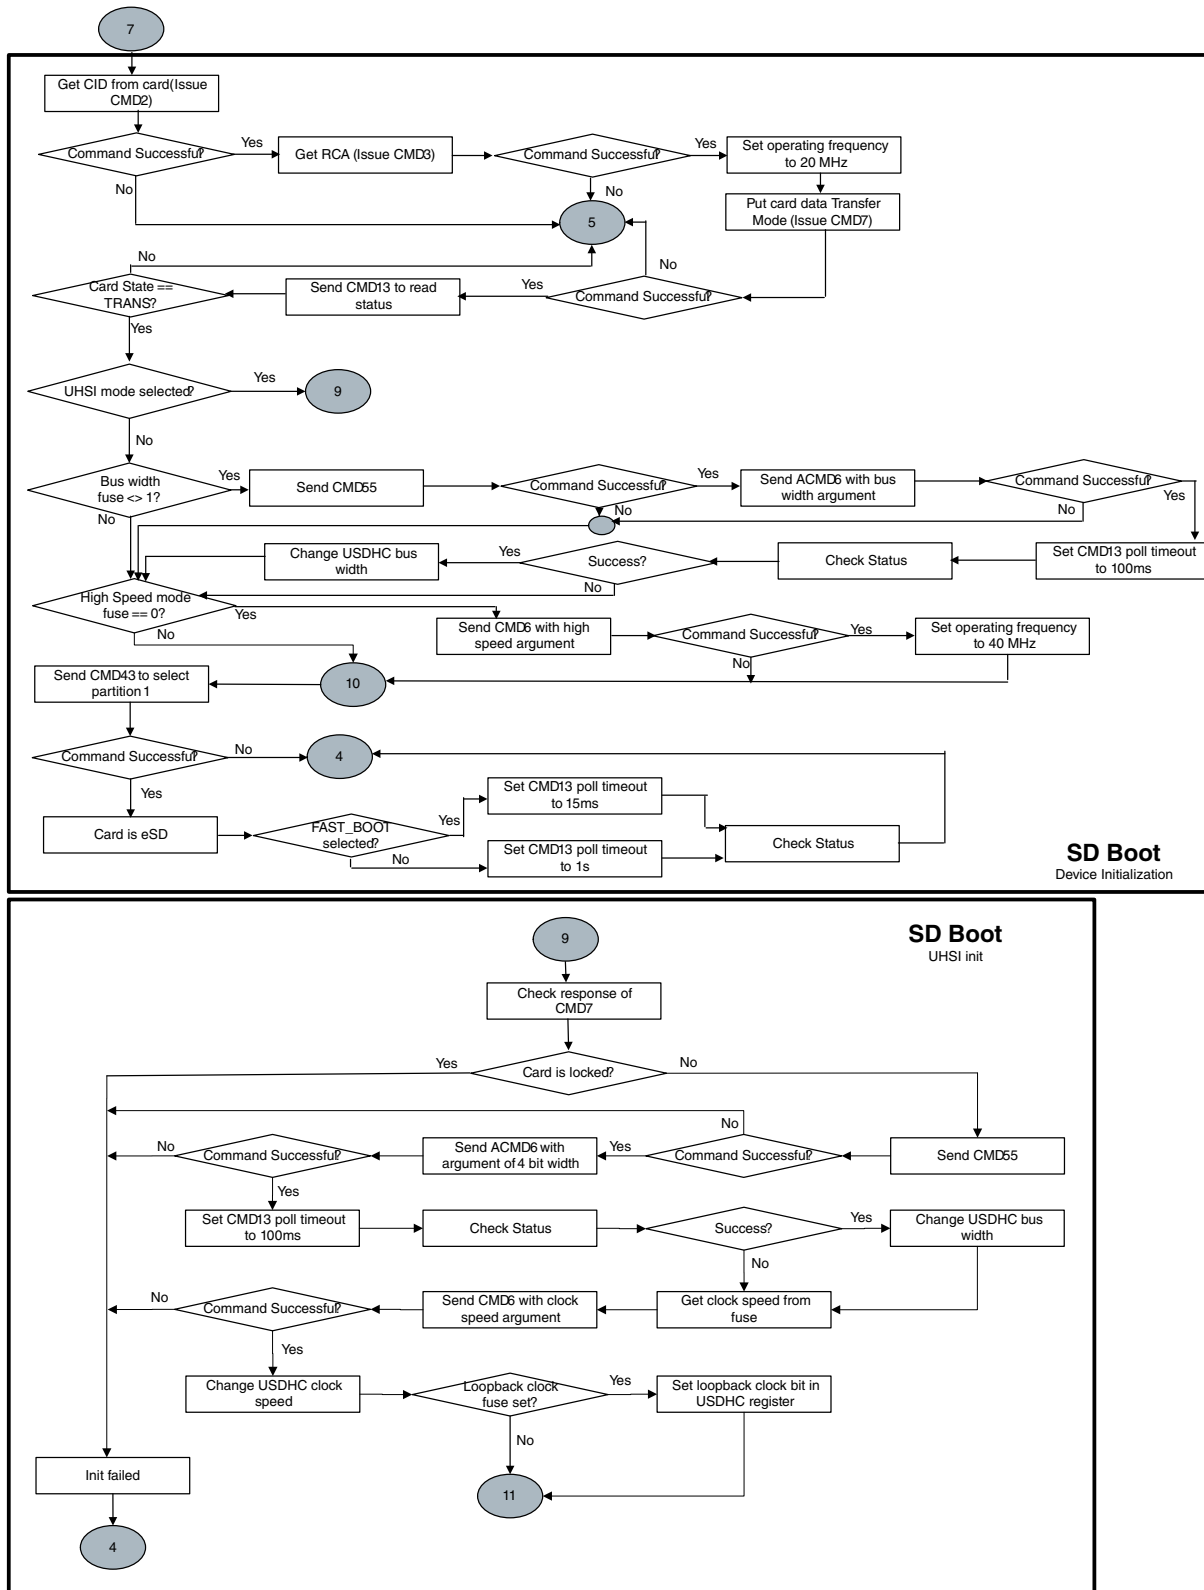 7
Get CID from card(Issue
CMD2)
Command Successful?
Yes
Get RCA (Issue CMD3)
Command Successful?
Yes
Set operating frequency
to 20 MHz
No
No
Put card data Transfer
Mode (Issue CMD7)
5
No
No
Card State ==
TRANS?
Send CMD13 to read
status
Yes
Command Successful?
Yes
UHSI mode selected?
Yes
9
No
Bus width
fuse <> 1?
Yes
Send CMD55
Command Successful?
Yes
Send ACMD6 with bus
width argument
Command Successful?
Yes
No
No
No
Change USDHC bus
width
Yes
Success?
Check Status
Set CMD13 poll timeout
to 100ms
No
High Speed mode
fuse == 0?
Yes
No
Send CMD6 with high
speed argument
Command Successful?
Yes
Set operating frequency
to 40 MHz
No
Send CMD43 to select
partition 1
10
Command Successful?
No
4
Yes
Card is eSD
FAST_BOOT
selected?
Yes
Set CMD13 poll timeout
to 15ms
No
Set CMD13 poll timeout
to 1s
Check Status
SD Boot
Device Initialization
9
SD Boot
UHSI init
Check response of
CMD7
Yes
Card is locked?
No
No
No
Command Successful?
Send ACMD6 with
argument of 4 bit width
Yes
Command Successful?
Send CMD55
Yes
Set CMD13 poll timeout
to 100ms
Check Status
Success?
Yes
Change USDHC bus
width
No
No
Command Successful?
Send CMD6 with clock
speed argument
Get clock speed from
fuse
Yes
Change USDHC clock
speed
Loopback clock
fuse set?
Yes
Set loopback clock bit in
USDHC register
No
Init failed
11
4